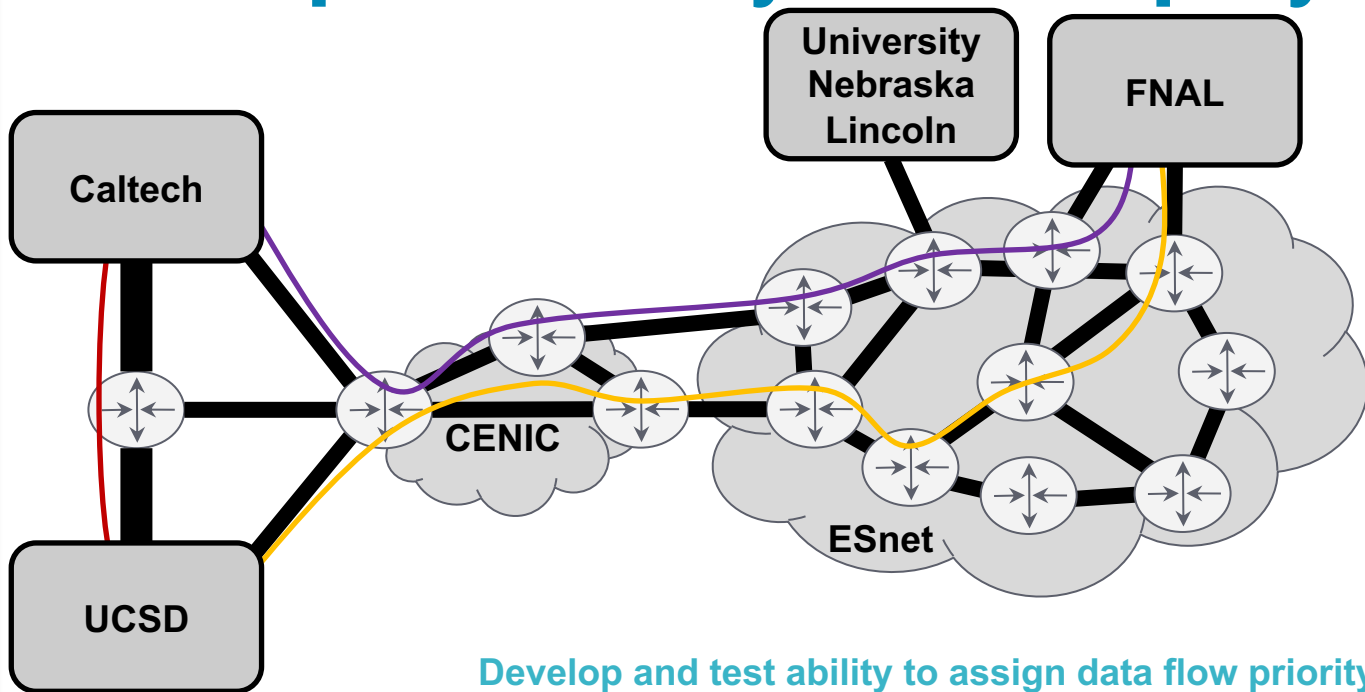 University
Nebraska
Lincoln
FNAL
Caltech
CENIC
ESnet
UCSD
Develop and test ability to assign data flow priority